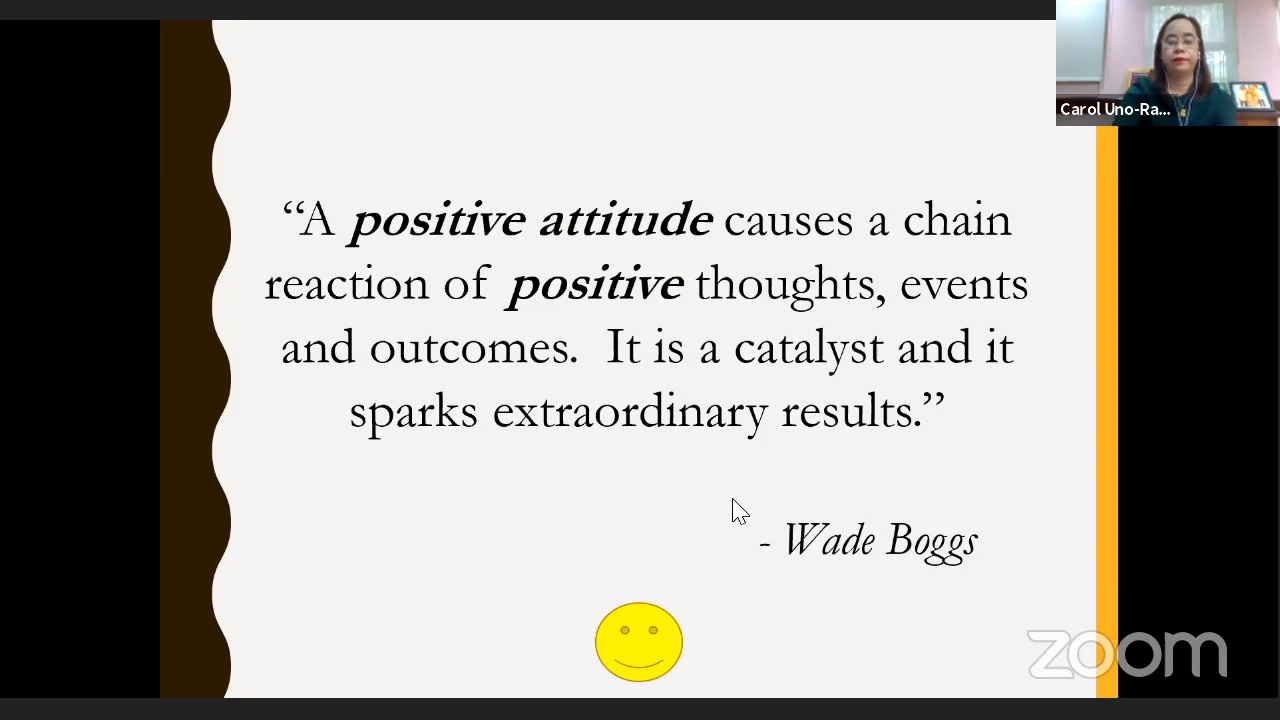 Carol Uno-Ra...
“A positive attitude causes a chain
reaction of positive thoughts, events
and outcomes.  It is a catalyst and it
sparks extraordinary results.”
- Wade Boggs
zoom